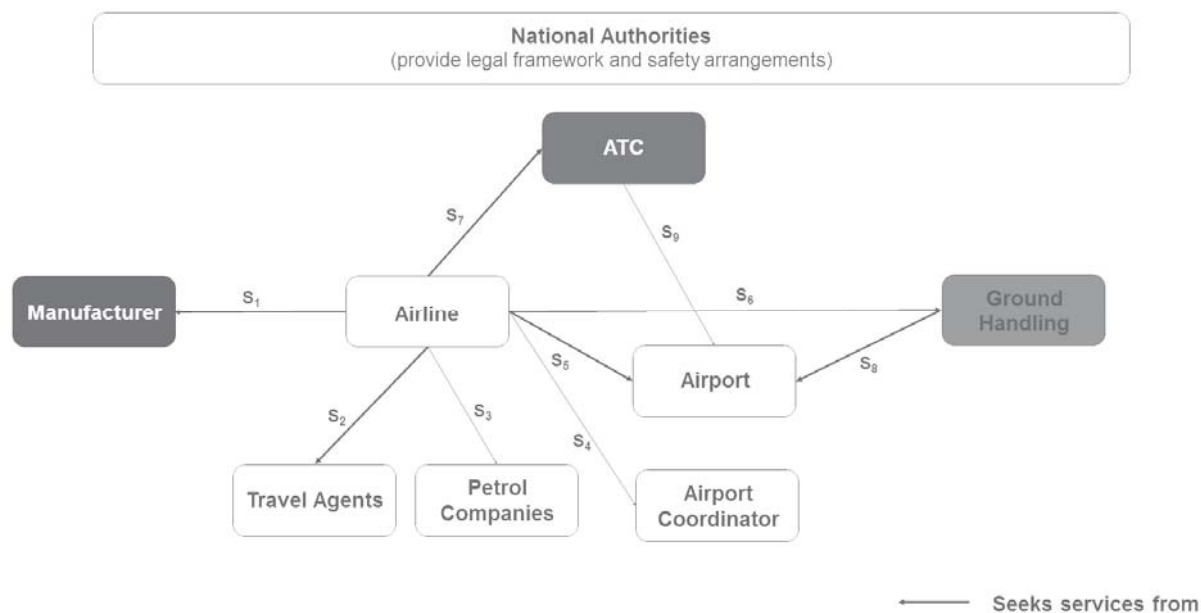 National Authorities
(provide legal framework and safety arrangements)
ATC
S₇
S₉
Manufacturer
S₁
Airline
S₆
Ground
Handling
S₅
Airport
S₈
S₂
S₃
S₄
Travel Agents
Petrol
Companies
Airport
Coordinator
Seeks services from